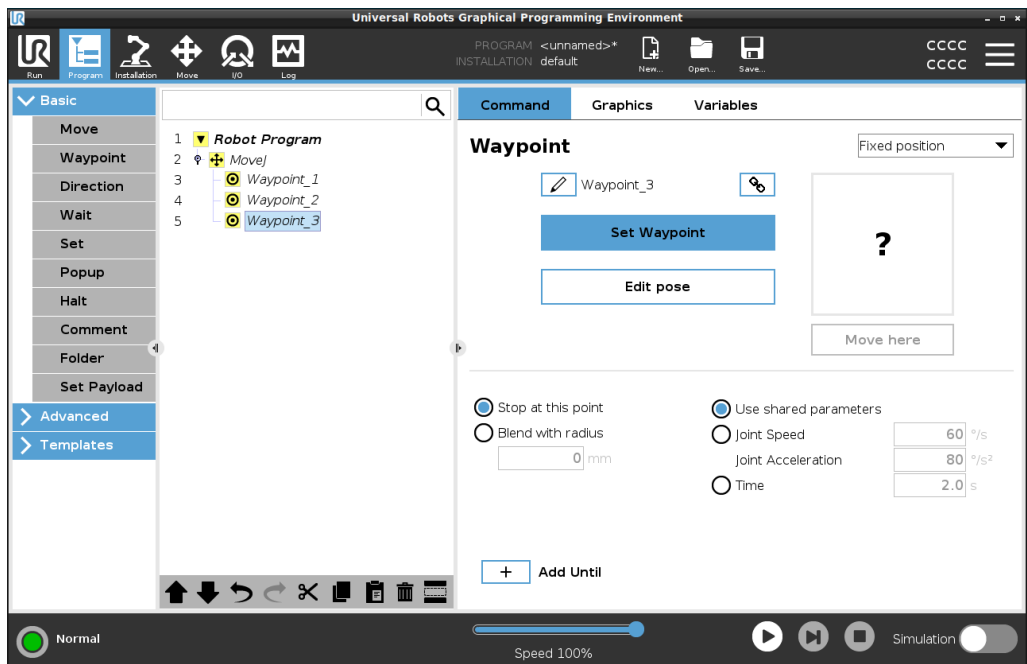 UR
Universal Robots Graphical Programming Environment
UR
Run
Program
Installation
Move
I/O
Log
PROGRAM <unnamed>*
INSTALLATION default
New...
Open...
Save...
CCCC
CCCC
Basic
Move
Waypoint
Direction
Wait
Set
Popup
Halt
Comment
Folder
Set Payload
Advanced
Templates
1 Robot Program
2 MoveJ
3 Waypoint_1
4 Waypoint_2
5 Waypoint_3
Command Graphics Variables
Waypoint
Fixed position
Waypoint_3
Set Waypoint
Edit pose
?
Move here
Stop at this point
Blend with radius
0 mm
Use shared parameters
Joint Speed 60 °/s
Joint Acceleration 80 °/s²
Time 2.0 s
+ Add Until
Normal
Speed 100%
Simulation